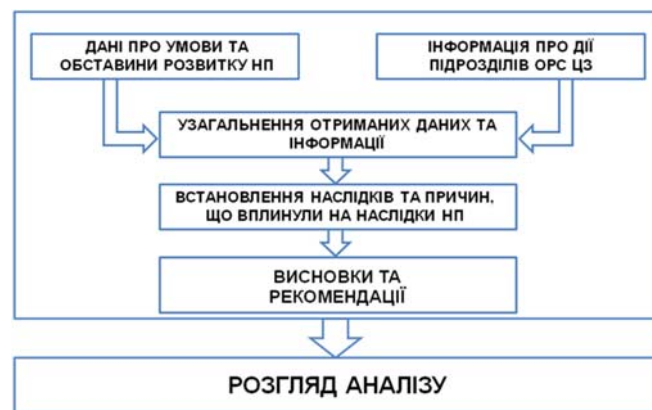 ДАНІ ПРО УМОВИ ТА
ОБСТАВИНИ РОЗВИТКУ НП
ІНФОРМАЦІЯ ПРО ДІЇ
ПІДРОЗДІЛІВ ОРС ЦЗ
УЗАГАЛЬНЕННЯ ОТРИМАНИХ ДАНИХ ТА
ІНФОРМАЦІЇ
ВСТАНОВЛЕННЯ НАСЛІДКІВ ТА ПРИЧИН,
ЩО ВПЛИНУЛИ НА НАСЛІДКИ НП
ВИСНОВКИ ТА
РЕКОМЕНДАЦІЇ
РОЗГЛЯД АНАЛІЗУ